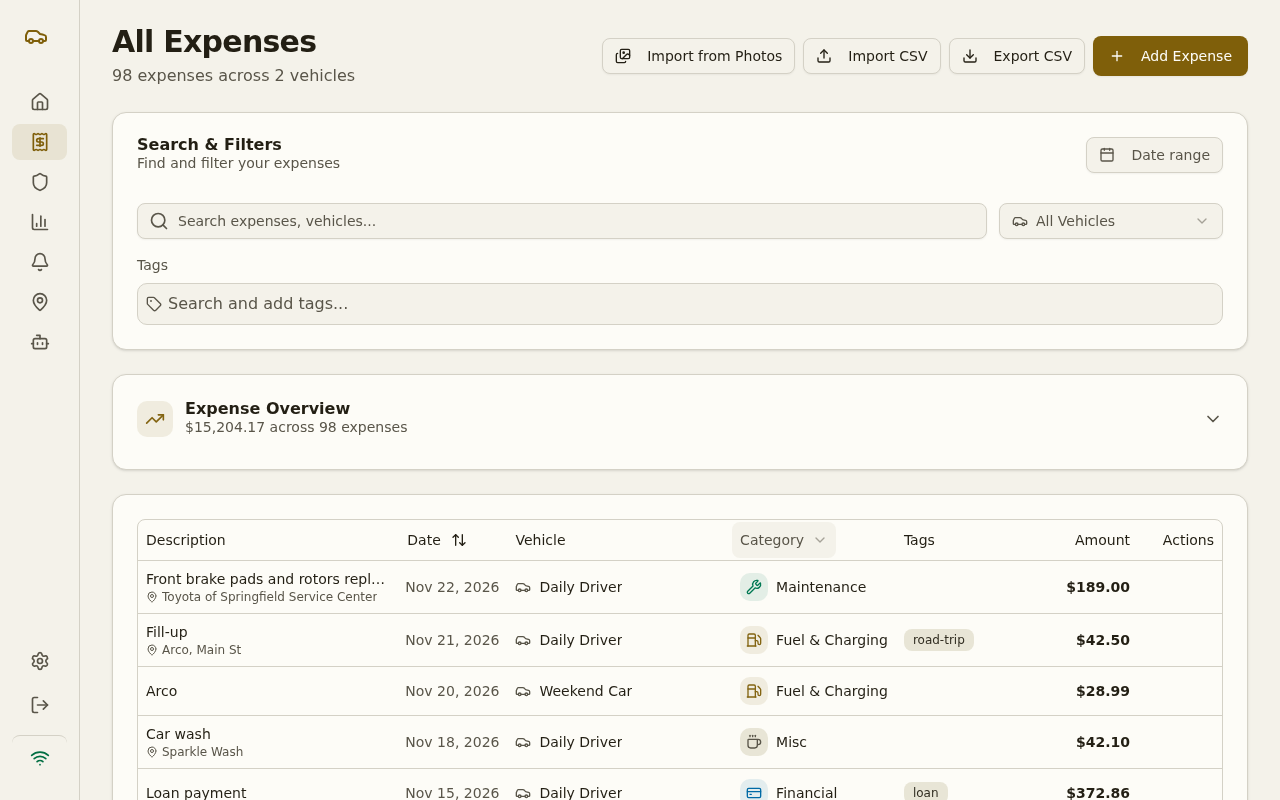 All Expenses
98 expenses across 2 vehicles
Import from Photos
Import CSV
Export CSV
Add Expense
Search & Filters
Find and filter your expenses
Date range
Search expenses, vehicles...
All Vehicles
Tags
Search and add tags...
Expense Overview
$15,204.17 across 98 expenses
Description Date Vehicle Category Tags Amount Actions
Front brake pads and rotors repl... Nov 22, 2026 Daily Driver Maintenance $189.00
Toyota of Springfield Service Center
Fill-up Nov 21, 2026 Daily Driver Fuel & Charging road-trip $42.50
Arco, Main St
Arco Nov 20, 2026 Weekend Car Fuel & Charging $28.99
Car wash Nov 18, 2026 Daily Driver Misc $42.10
Sparkle Wash
Loan payment Nov 15, 2026 Daily Driver Financial loan $372.86